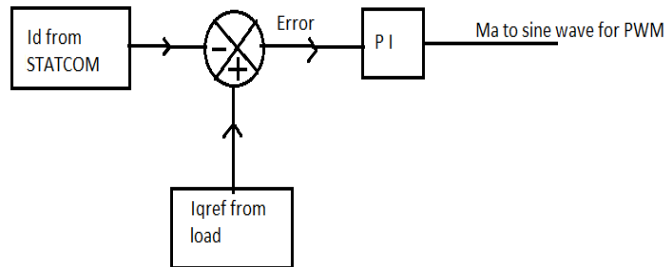 Id from
STATCOM
-
+
Error
P I
Ma to sine wave for PWM
Iqref from
load